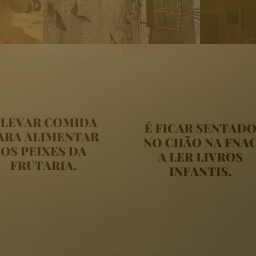 LEVAR COMIDA
ARA ALIMENTAR
OS PEIXES DA
FRUTARIA.
É FICAR SENTADO
NO CHÃO NA FNAC
A LER LIVROS
INFANTIS.